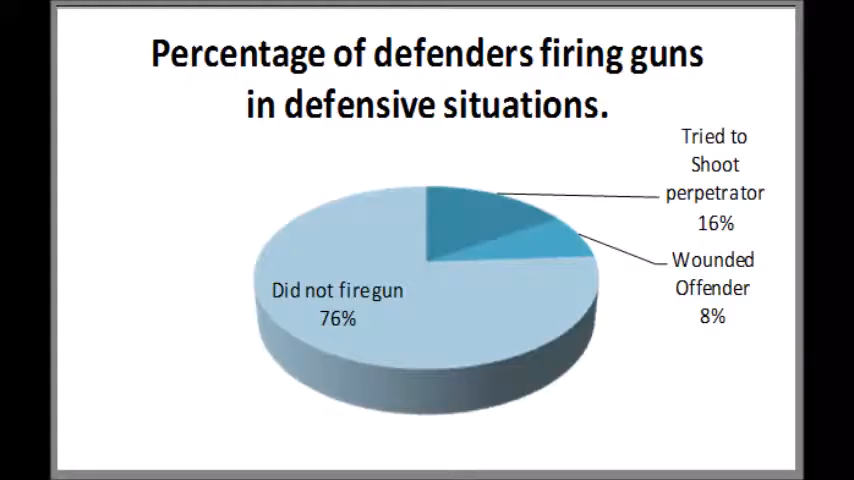 Percentage of defenders firing guns
in defensive situations.
Tried to
Shoot
perpetrator
16%
Wounded
Offender
8%
Did not fire gun
76%